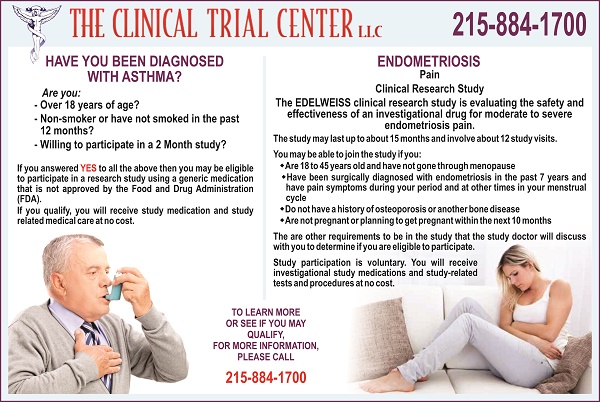 THE CLINICAL TRIAL CENTER LLC
215-884-1700
HAVE YOU BEEN DIAGNOSED
WITH ASTHMA?
Are you:
- Over 18 years of age?
- Non-smoker or have not smoked in the past
12 months?
- Willing to participate in a 2 Month study?
If you answered YES to all the above then you may be eligible
to participate in a research study using a generic medication
that is not approved by the Food and Drug Administration
(FDA).
If you qualify, you will receive study medication and study
related medical care at no cost.
ENDOMETRIOSIS
Pain
Clinical Research Study
The EDELWEISS clinical research study is evaluating the safety and
effectiveness of an investigational drug for moderate to severe
endometriosis pain.
The study may last up to about 15 months and involve about 12 study visits.
You may be able to join the study if you:
◆Are 18 to 45 years old and have not gone through menopause
◆Have been surgically diagnosed with endometriosis in the past 7 years and
have pain symptoms during your period and at other times in your menstrual
cycle
◆Do not have a history of osteoporosis or another bone disease
◆Are not pregnant or planning to get pregnant within the next 10 months
The are other requirements to be in the study that the study doctor will discuss
with you to determine if you are eligible to participate.
Study participation is voluntary. You will receive
investigational study medications and study-related
tests and procedures at no cost.
TO LEARN MORE
OR SEE IF YOU MAY
QUALIFY,
FOR MORE INFORMATION,
PLEASE CALL
215-884-1700